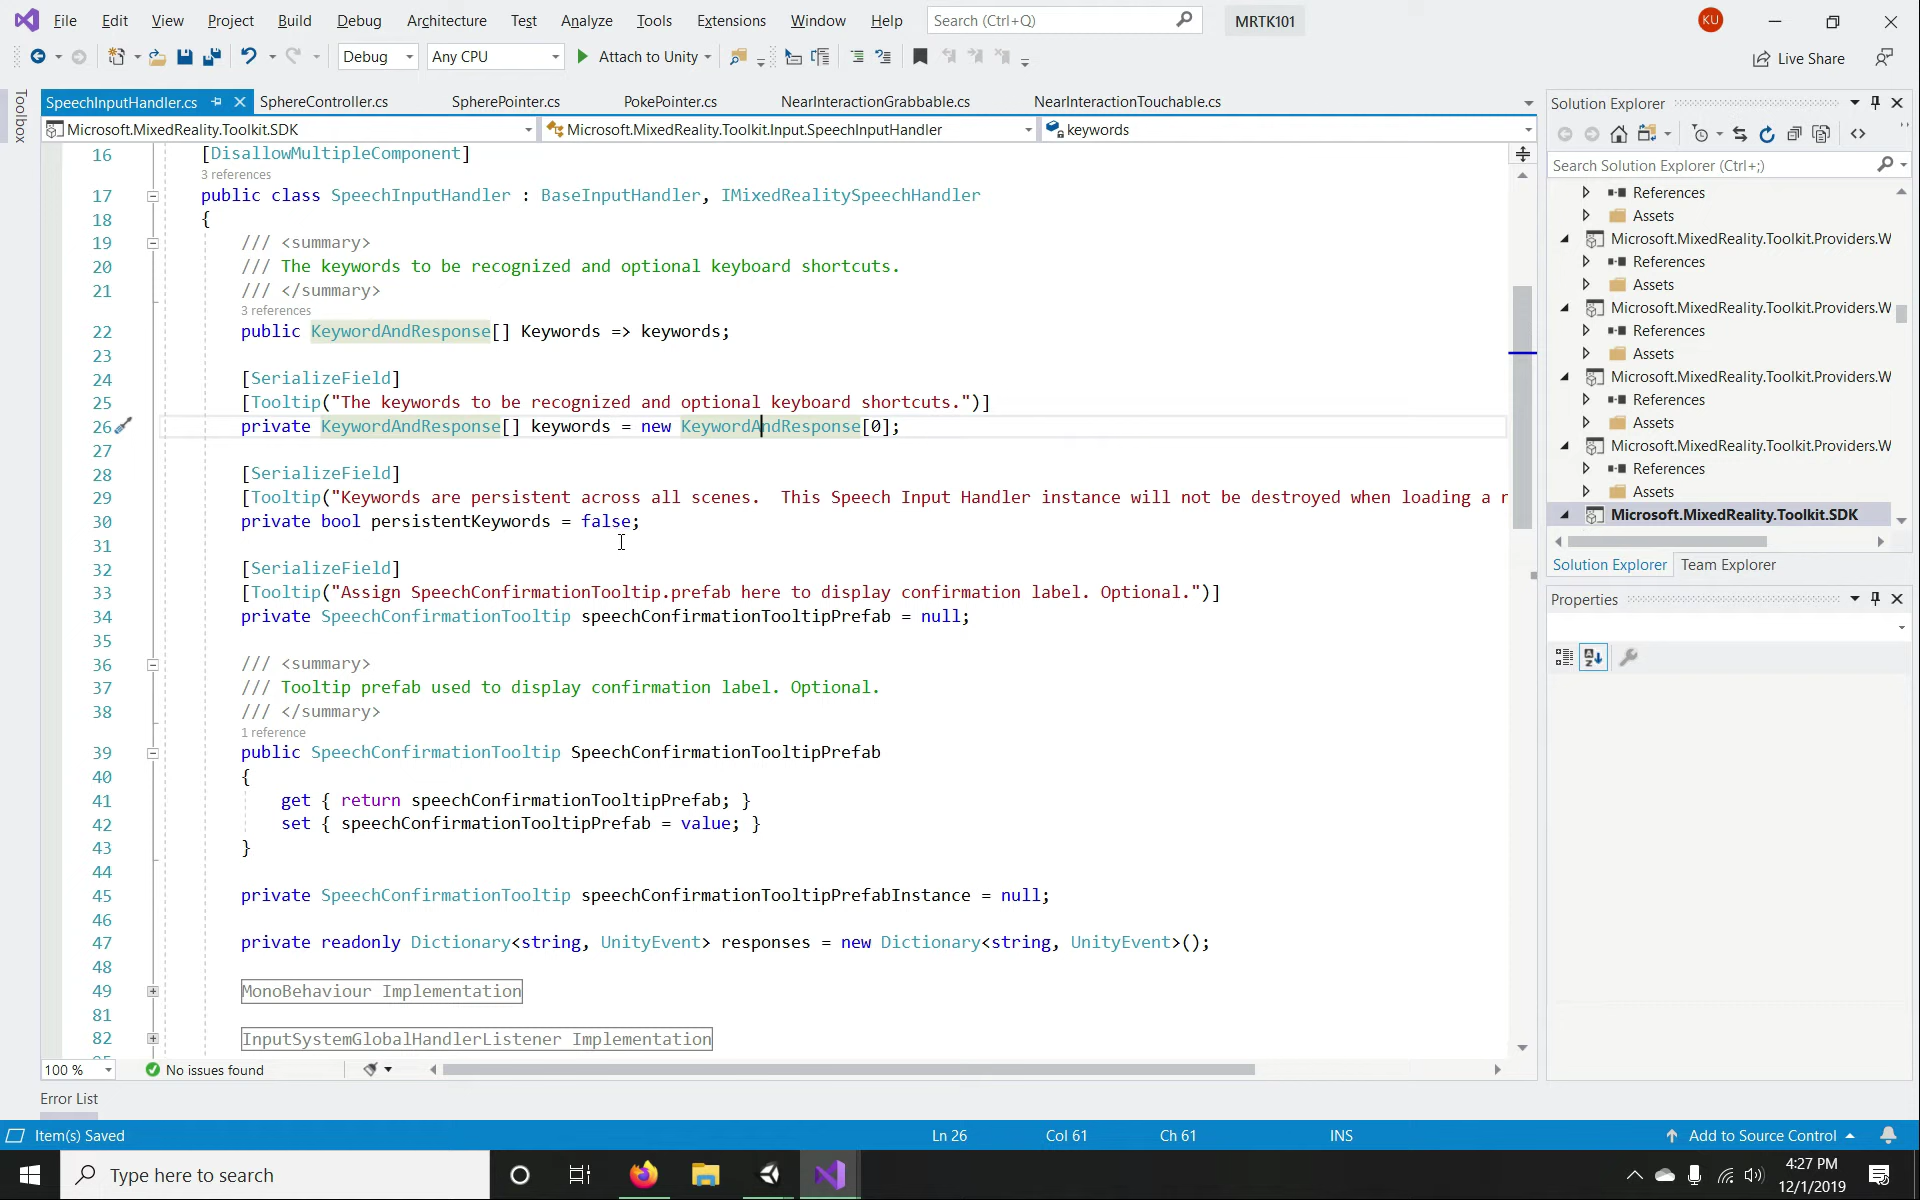 File Edit View Project Build Debug Architecture Test Analyze Tools Extensions Window Help Search (Ctrl+Q) MRTK101 KU
Debug Any CPU Attach to Unity Live Share
Toolbox
SpeechInputHandler.cs SphereController.cs SpherePointer.cs PokePointer.cs NearInteractionGrabbable.cs NearInteractionTouchable.cs
Microsoft.MixedReality.Toolkit.SDK Microsoft.MixedReality.Toolkit.Input.SpeechInputHandler keywords
16 [DisallowMultipleComponent]
3 references
17 public class SpeechInputHandler : BaseInputHandler, IMixedRealitySpeechHandler
18 {
19 /// <summary>
20 /// The keywords to be recognized and optional keyboard shortcuts.
21 /// </summary>
3 references
22 public KeywordAndResponse[] Keywords => keywords;
23
24 [SerializeField]
25 [Tooltip("The keywords to be recognized and optional keyboard shortcuts.")]
26 private KeywordAndResponse[] keywords = new KeywordAndResponse[0];
27
28 [SerializeField]
29 [Tooltip("Keywords are persistent across all scenes.  This Speech Input Handler instance will not be destroyed when loading a
30 private bool persistentKeywords = false;
31
32 [SerializeField]
33 [Tooltip("Assign SpeechConfirmationTooltip.prefab here to display confirmation label. Optional.")]
34 private SpeechConfirmationTooltip speechConfirmationTooltipPrefab = null;
35
36 /// <summary>
37 /// Tooltip prefab used to display confirmation label. Optional.
38 /// </summary>
1 reference
39 public SpeechConfirmationTooltip SpeechConfirmationTooltipPrefab
40 {
41 get { return speechConfirmationTooltipPrefab; }
42 set { speechConfirmationTooltipPrefab = value; }
43 }
44
45 private SpeechConfirmationTooltip speechConfirmationTooltipPrefabInstance = null;
46
47 private readonly Dictionary<string, UnityEvent> responses = new Dictionary<string, UnityEvent>();
48
49 MonoBehaviour Implementation
81
82 InputSystemGlobalHandlerListener Implementation
100 % No issues found
Error List
Solution Explorer
Search Solution Explorer (Ctrl+;)
References
Assets
Microsoft.MixedReality.Toolkit.Providers.W
References
Assets
Microsoft.MixedReality.Toolkit.Providers.W
References
Assets
Microsoft.MixedReality.Toolkit.Providers.W
References
Assets
Microsoft.MixedReality.Toolkit.Providers.W
References
Assets
Microsoft.MixedReality.Toolkit.SDK
Solution Explorer Team Explorer
Properties
Item(s) Saved Ln 26 Col 61 Ch 61 INS Add to Source Control
Type here to search
4:27 PM
12/1/2019